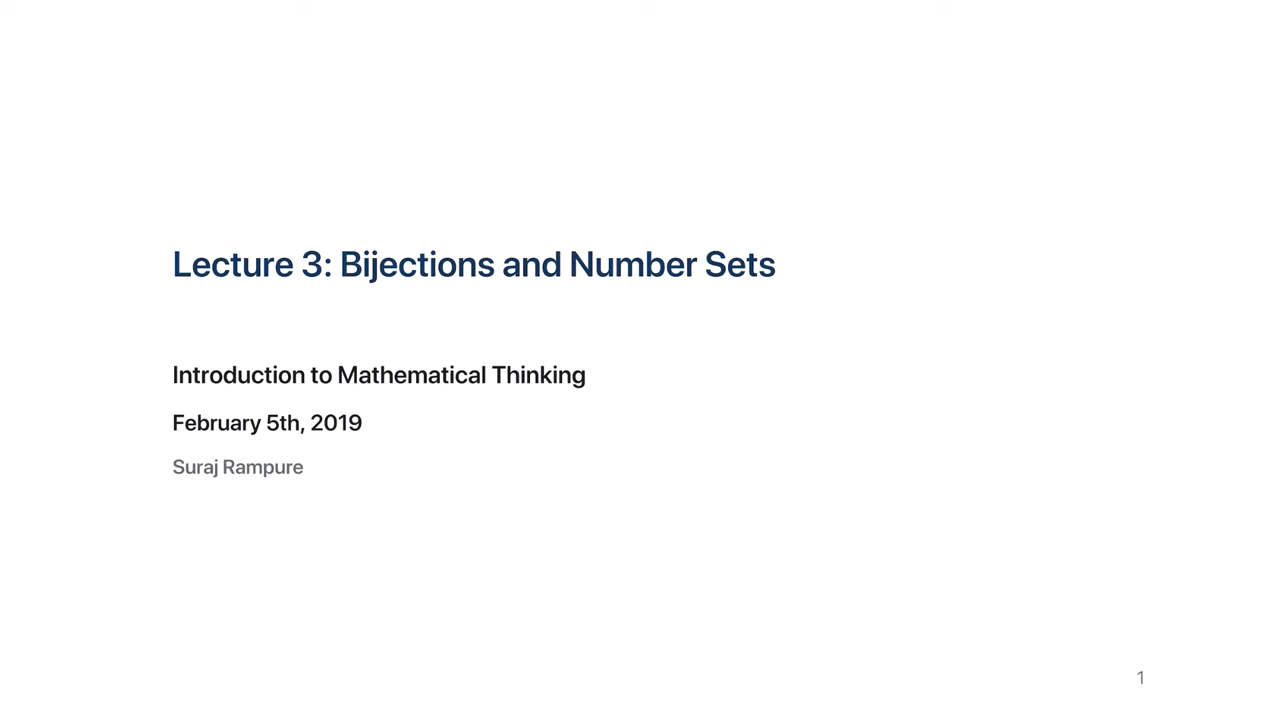 Lecture 3: Bijections and Number Sets
Introduction to Mathematical Thinking
February 5th, 2019
Suraj Rampure
1